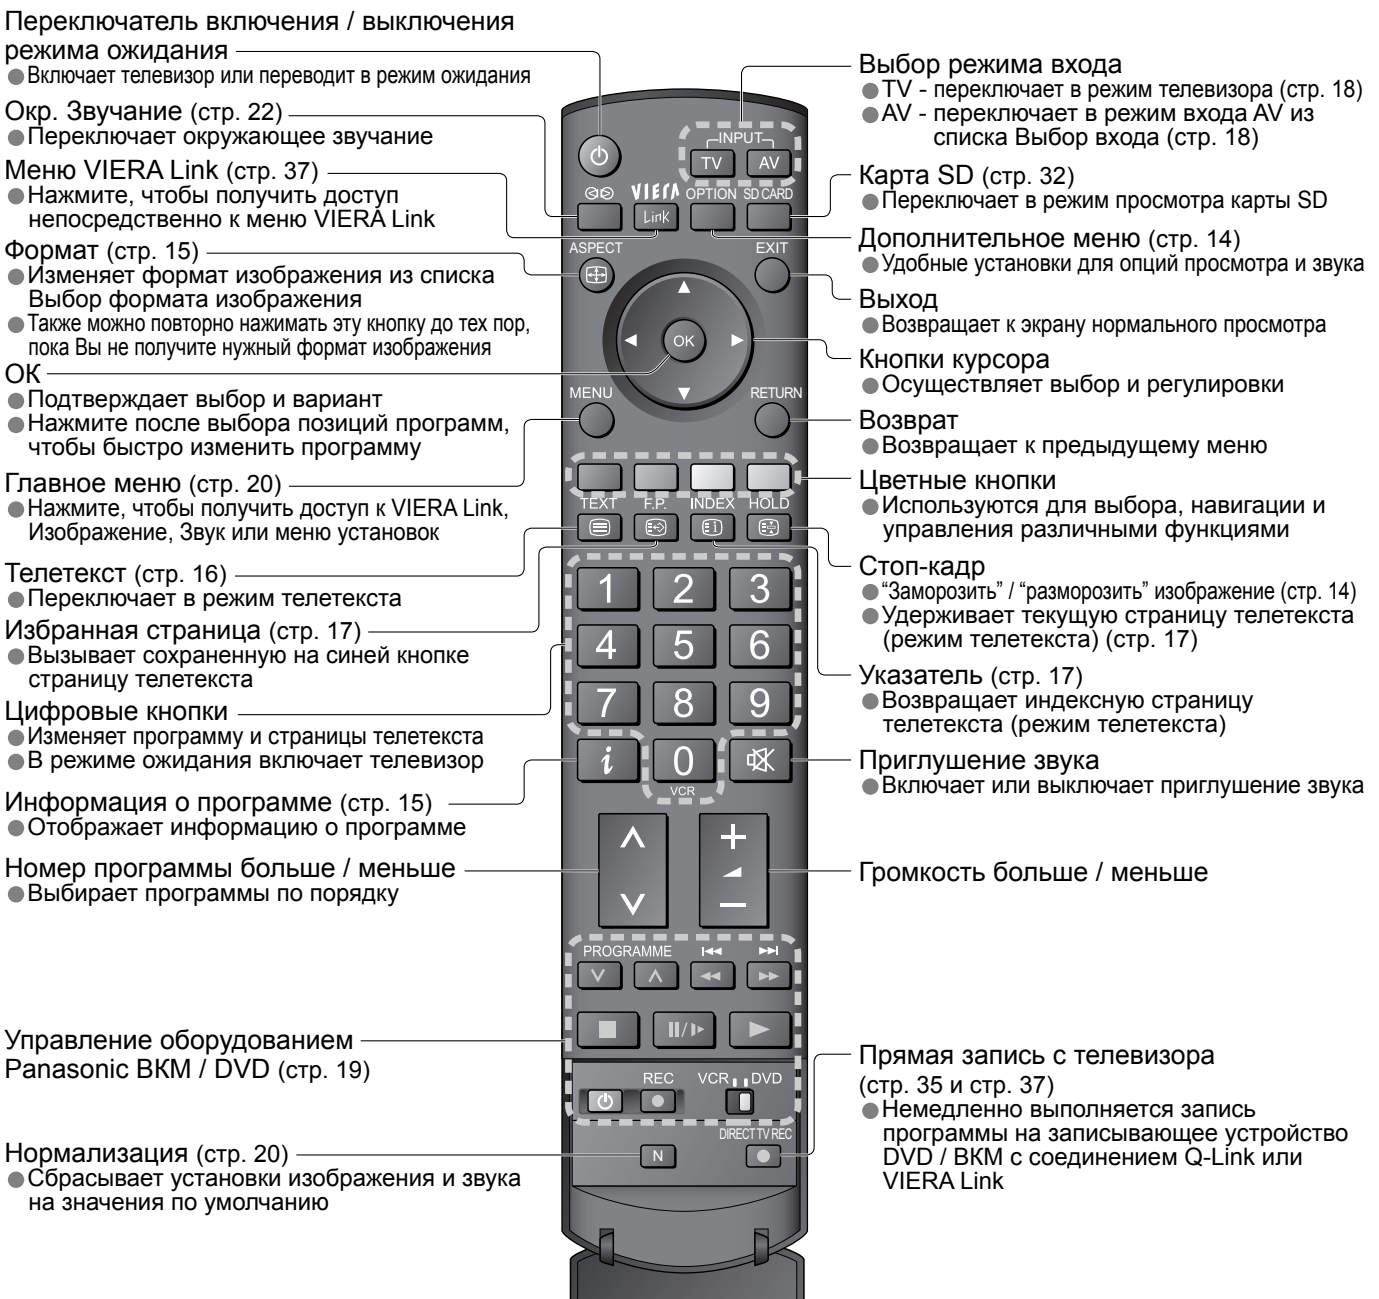 Переключатель включения / выключения
режима ожидания
●Включает телевизор или переводит в режим ожидания
Окр. Звучание (стр. 22)
●Переключает окружающее звучание
Меню VIERA Link (стр. 37)
●Нажмите, чтобы получить доступ
непосредственно к меню VIERA Link
Формат (стр. 15)
●Изменяет формат изображения из списка
Выбор формата изображения
●Также можно повторно нажимать эту кнопку до тех пор,
пока Вы не получите нужный формат изображения
ОК
●Подтверждает выбор и вариант
●Нажмите после выбора позиций программ,
чтобы быстро изменить программу
Главное меню (стр. 20)
●Нажмите, чтобы получить доступ к VIERA Link,
Изображение, Звук или меню установок
Телетекст (стр. 16)
●Переключает в режим телетекста
Избранная страница (стр. 17)
●Вызывает сохраненную на синей кнопке
страницу телетекста
Цифровые кнопки
●Изменяет программу и страницы телетекста
●В режиме ожидания включает телевизор
Информация о программе (стр. 15)
●Отображает информацию о программе
Номер программы больше / меньше
●Выбирает программы по порядку
Управление оборудованием
Panasonic ВКМ / DVD (стр. 19)
Нормализация (стр. 20)
●Сбрасывает установки изображения и звука
на значения по умолчанию
INPUT
TV AV
VIERA OPTION SD CARD
Link
ASPECT EXIT
OK
MENU RETURN
TEXT F.P. INDEX HOLD
1 2 3
4 5 6
7 8 9
i 0
VCR
PROGRAMME
REC VCR DVD
DIRECT TV REC
N
Выбор режима входа
●TV - переключает в режим телевизора (стр. 18)
●AV - переключает в режим входа AV из
списка Выбор входа (стр. 18)
Карта SD (стр. 32)
●Переключает в режим просмотра карты SD
Дополнительное меню (стр. 14)
●Удобные установки для опций просмотра и звука
Выход
●Возвращает к экрану нормального просмотра
Кнопки курсора
●Осуществляет выбор и регулировки
Возврат
●Возвращает к предыдущему меню
Цветные кнопки
●Используются для выбора, навигации и
управления различными функциями
Стоп-кадр
●“Заморозить” / “разморозить” изображение (стр. 14)
●Удерживает текущую страницу телетекста
(режим телетекста) (стр. 17)
Указатель (стр. 17)
●Возвращает индексную страницу
телетекста (режим телетекста)
Приглушение звука
●Включает или выключает приглушение звука
Громкость больше / меньше
Прямая запись с телевизора
(стр. 35 и стр. 37)
●Немедленно выполняется запись
программы на записывающее устройство
DVD / ВКМ с соединением Q-Link или
VIERA Link